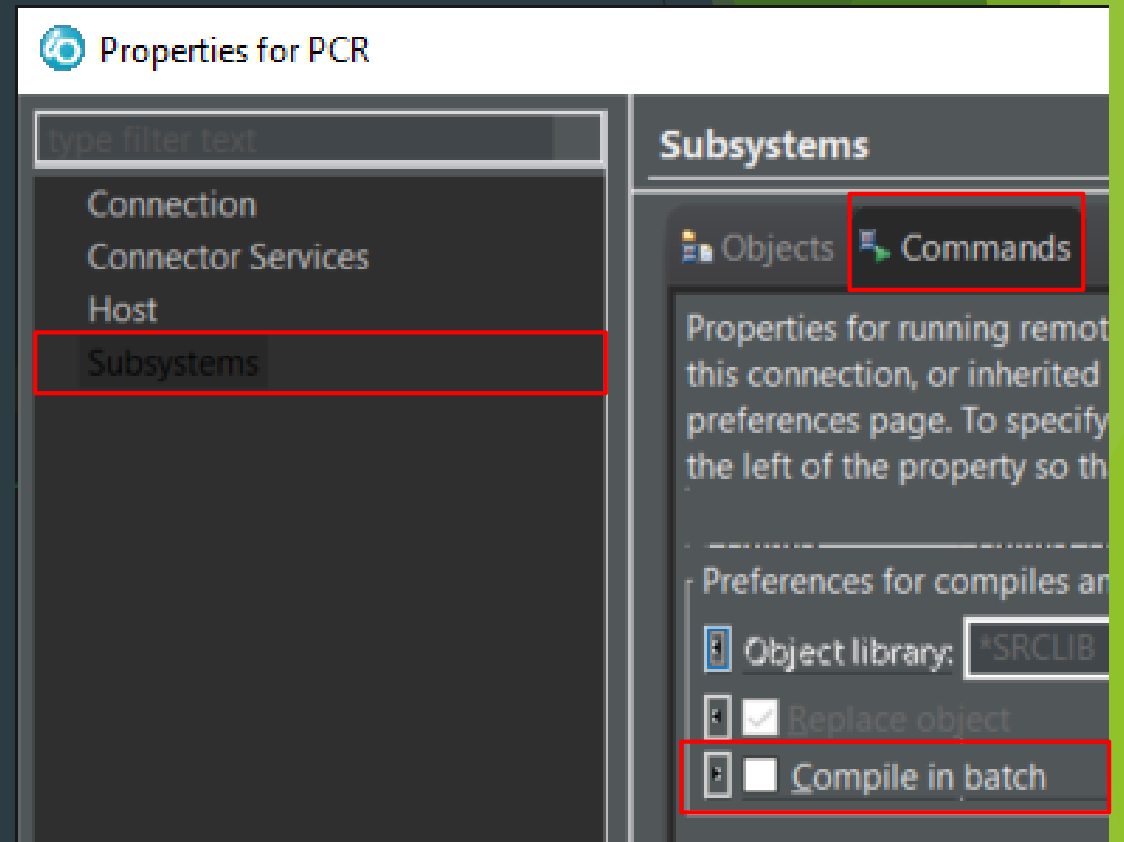 Properties for PCR
type filter text
Connection
Connector Services
Host
Subsystems
Subsystems
Objects
Commands
Properties for running remot
this connection, or inherited
preferences page. To specify
the left of the property so tha
Preferences for compiles an
Object library: *SRCLIB
Replace object
Compile in batch